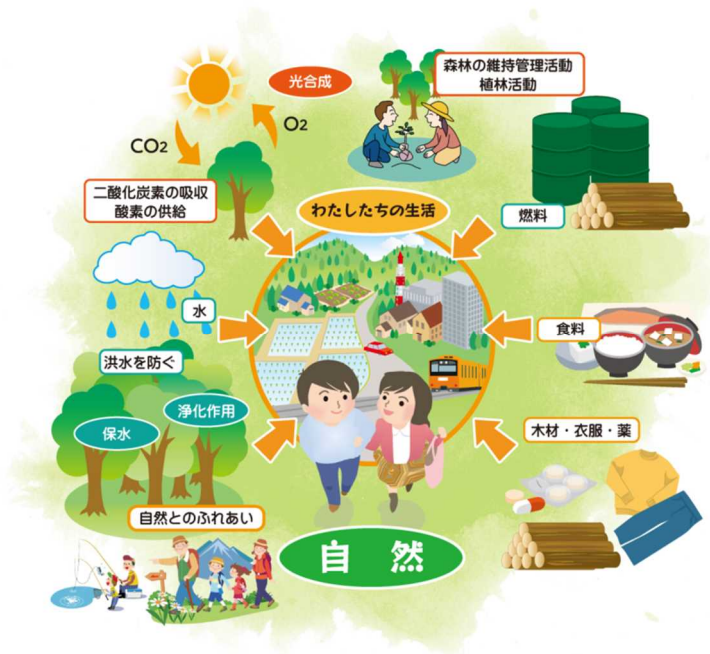 光合成
森林の維持管理活動
植林活動
O2
CO2
二酸化炭素の吸収
酸素の供給
わたしたちの生活
燃料
水
食料
洪水を防ぐ
浄化作用
保水
木材・衣服・薬
自然とのふれあい
自 然